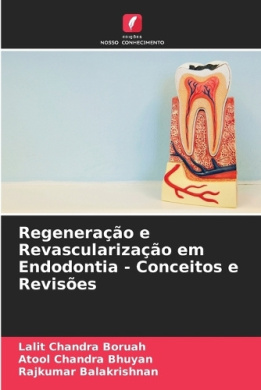 edições
NOSSO CONHECIMENTO
Regeneração e
Revascularização em
Endodontia - Conceitos e
Revisões
Lalit Chandra Boruah
Atool Chandra Bhuyan
Rajkumar Balakrishnan